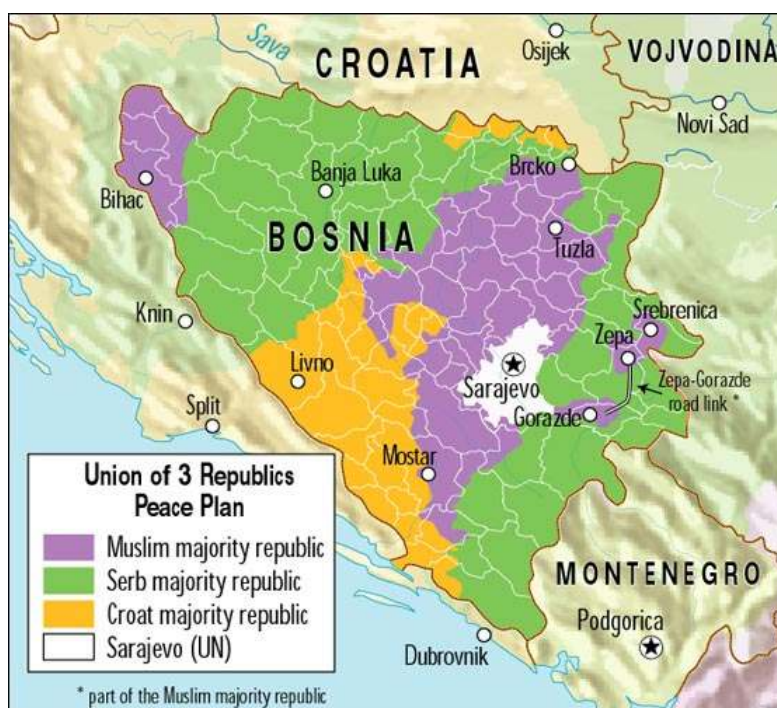 Sava
CROATIA
Osijek
VOJVODINA
Novi Sad
Bihac
Banja Luka
Brcko
BOSNIA
Tuzla
Knin
Srebrenica
Zepa
Livno
Sarajevo
Zepa-Gorazde
road link *
Gorazde
Split
Mostar
Union of 3 Republics
Peace Plan
Muslim majority republic
Serb majority republic
Croat majority republic
Sarajevo (UN)
MONTENEGRO
Podgorica
Dubrovnik
* part of the Muslim majority republic